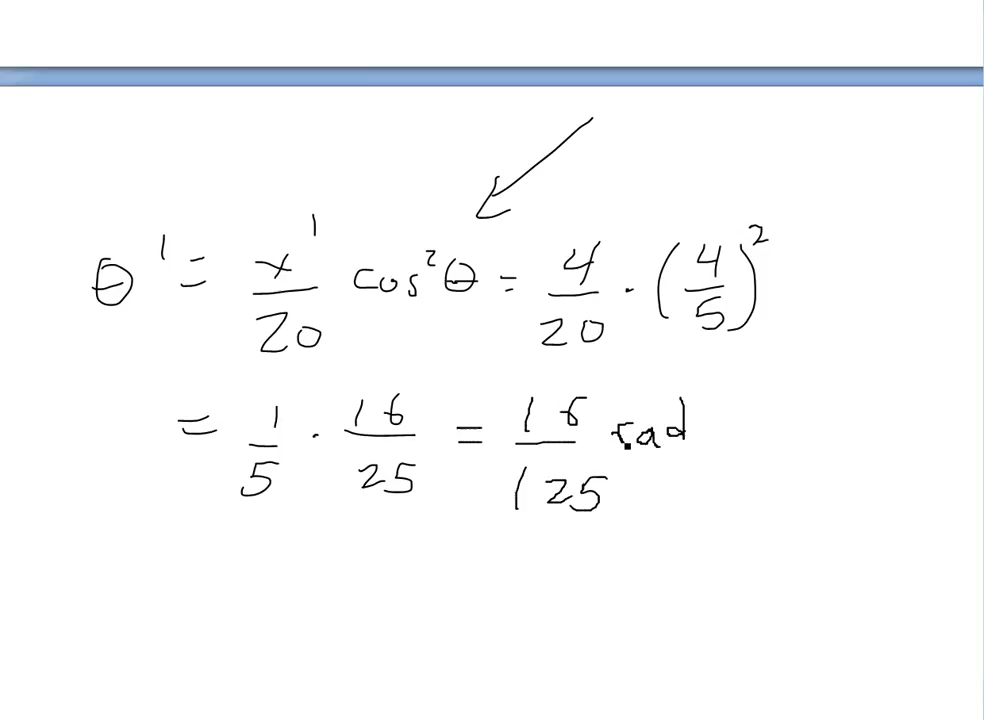 θ' = x'/20 cos²θ = 4/20 · (4/5)²
= 1/5 · 16/25 = 16/125 rad